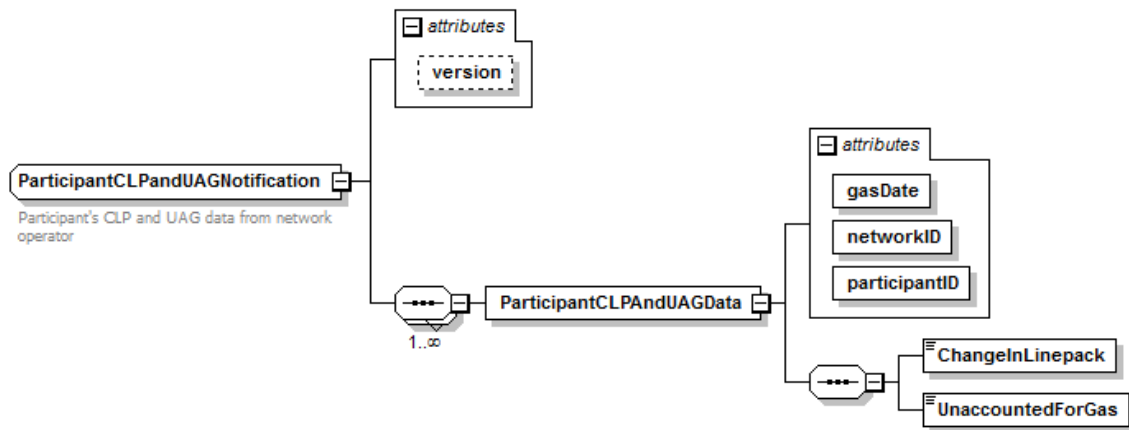 attributes
version
ParticipantCLPandUAGNotification
Participant's CLP and UAG data from network
operator
1..∞
ParticipantCLPAndUAGData
attributes
gasDate
networkID
participantID
ChangeInLinepack
UnaccountedForGas